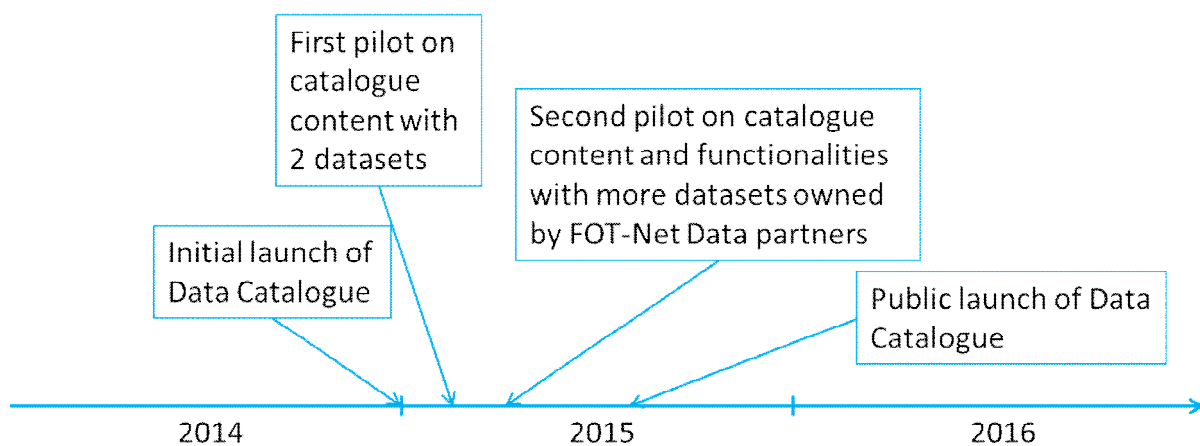 First pilot on
catalogue
content with
2 datasets
Second pilot on catalogue
content and functionalities
with more datasets owned
by FOT-Net Data partners
Initial launch of
Data Catalogue
Public launch of Data
Catalogue
2014
2015
2016